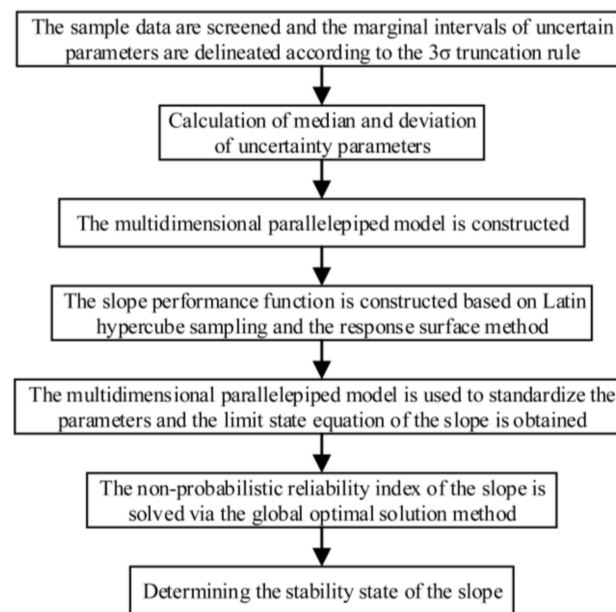 The sample data are screened and the marginal intervals of uncertain
parameters are delineated according to the 3σ truncation rule
Calculation of median and deviation
of uncertainty parameters
The multidimensional parallelepiped model is constructed
The slope performance function is constructed based on Latin
hypercube sampling and the response surface method
The multidimensional parallelepiped model is used to standardize the
parameters and the limit state equation of the slope is obtained
The non-probabilistic reliability index of the slope is
solved via the global optimal solution method
Determining the stability state of the slope